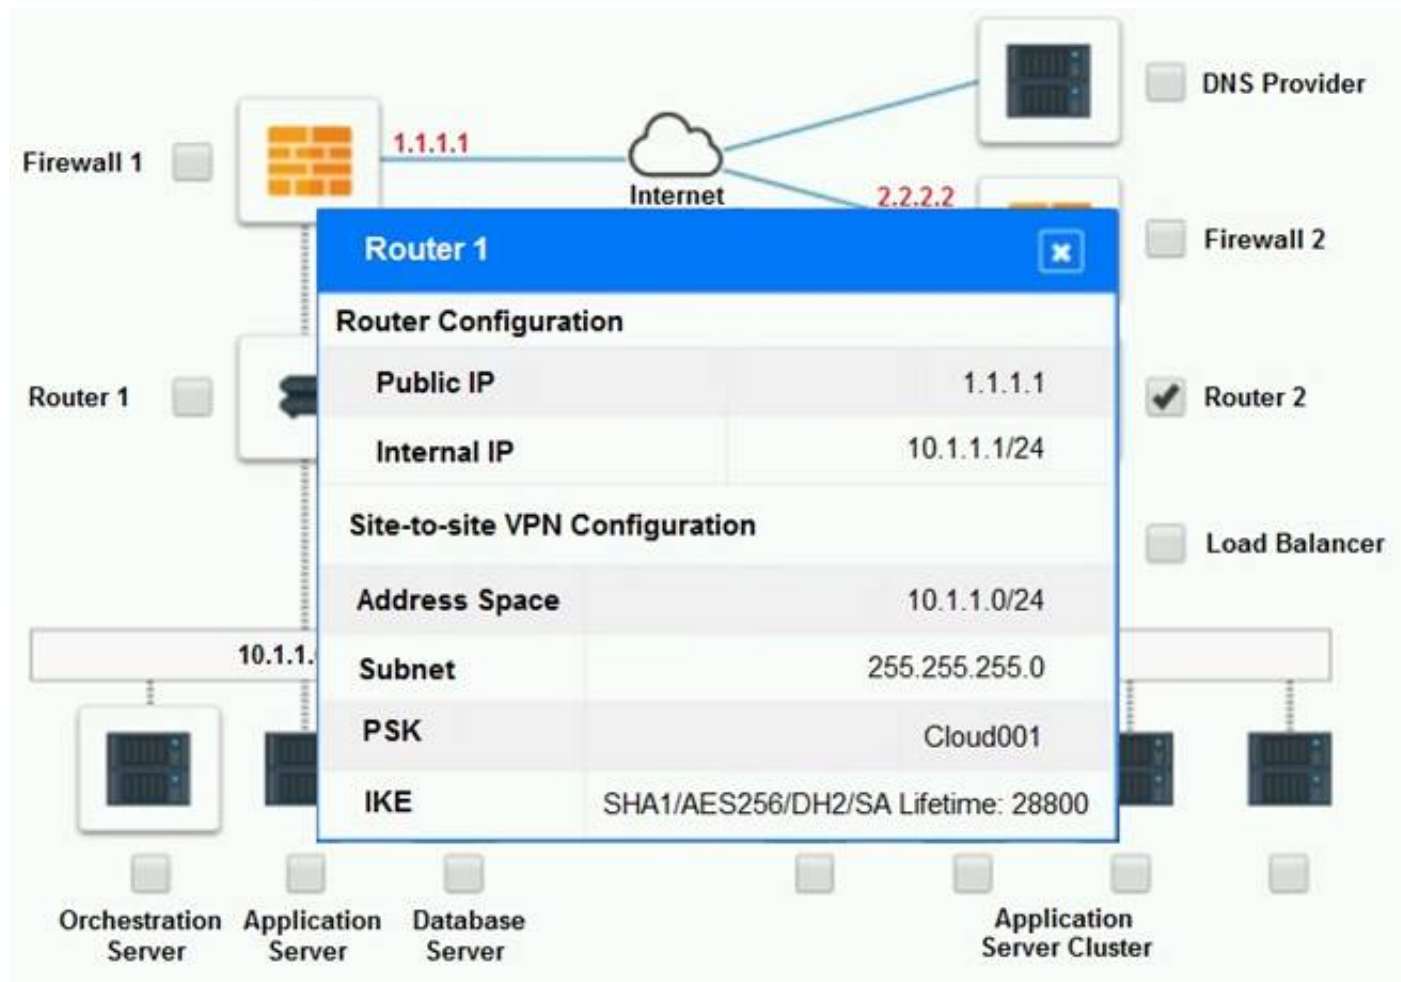 DNS Provider
1.1.1.1
Firewall 1
Internet
2.2.2.2
Firewall 2
Router 1
Router Configuration
Public IP 1.1.1.1
Router 1
Router 2
Internal IP 10.1.1.1/24
Site-to-site VPN Configuration
Load Balancer
Address Space 10.1.1.0/24
10.1.1.
Subnet 255.255.255.0
PSK Cloud001
IKE SHA1/AES256/DH2/SA Lifetime: 28800
Orchestration Server
Application Server
Database Server
Application Server Cluster